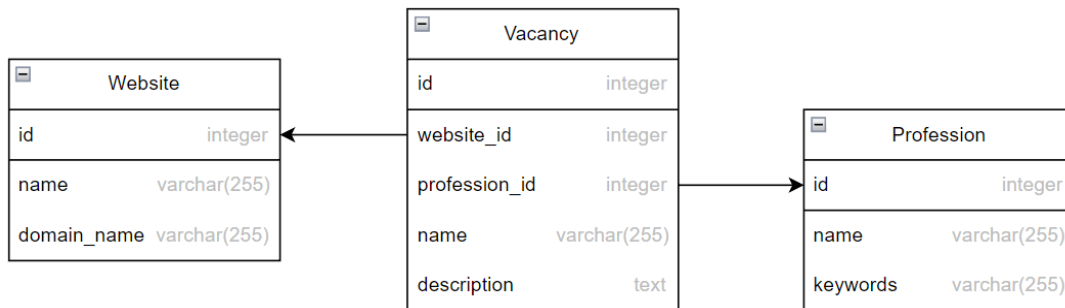 Website
id integer
name varchar(255)
domain_name varchar(255)
Vacancy
id integer
website_id integer
profession_id integer
name varchar(255)
description text
Profession
id integer
name varchar(255)
keywords varchar(255)